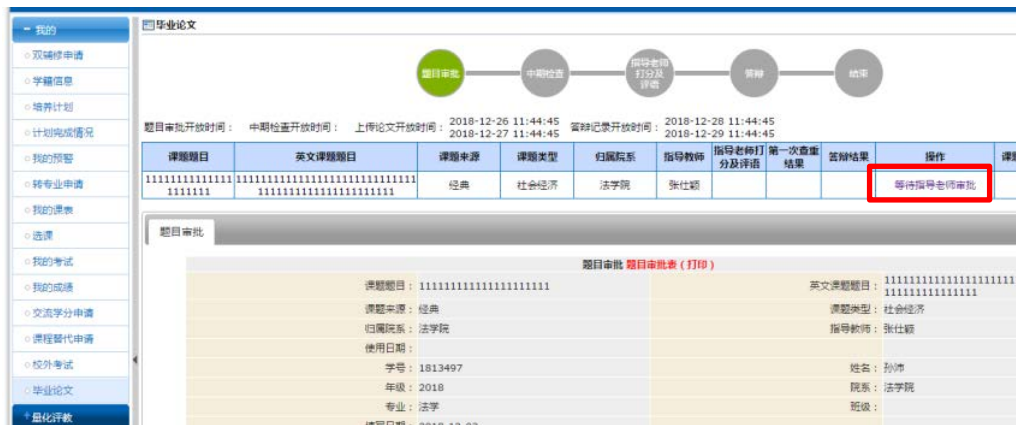 - 我的
双辅修申请
学籍信息
培养计划
计划完成情况
我的预警
转专业申请
我的课表
选课
我的考试
我的成绩
交流学分申请
课程替代申请
校外考试
毕业论文
+量化评教
毕业论文
题目审批
中期检查
指导老师
打分及
评语
答辩
结束
题目审批开放时间： 中期检查开放时间： 上传论文开放时间： 2018-12-26 11:44:45 答辩记录开放时间： 2018-12-28 11:44:45
2018-12-27 11:44:45 2018-12-29 11:44:45
课题题目 英文课题题目 课题来源 课题类型 归属院系 指导教师 指导老师打分及评语 第一次查重结果 答辩结果 操作 课题
11111111111111 1111111111111111111111111111 经典 社会经济 法学院 张仕颖 等待指导老师审批
1111111 111111111111111111111
题目审批
题目审批 题目审批表（打印）
课题题目： 111111111111111111111 英文课题题目： 11111111111111111111
111111111111111
课题来源： 经典 课题类型： 社会经济
归属院系： 法学院 指导教师： 张仕颖
使用日期：
学号： 1813497 姓名： 孙沛
年级： 2018 院系： 法学院
专业： 法学 班级：
填写日期： 2018-12-03